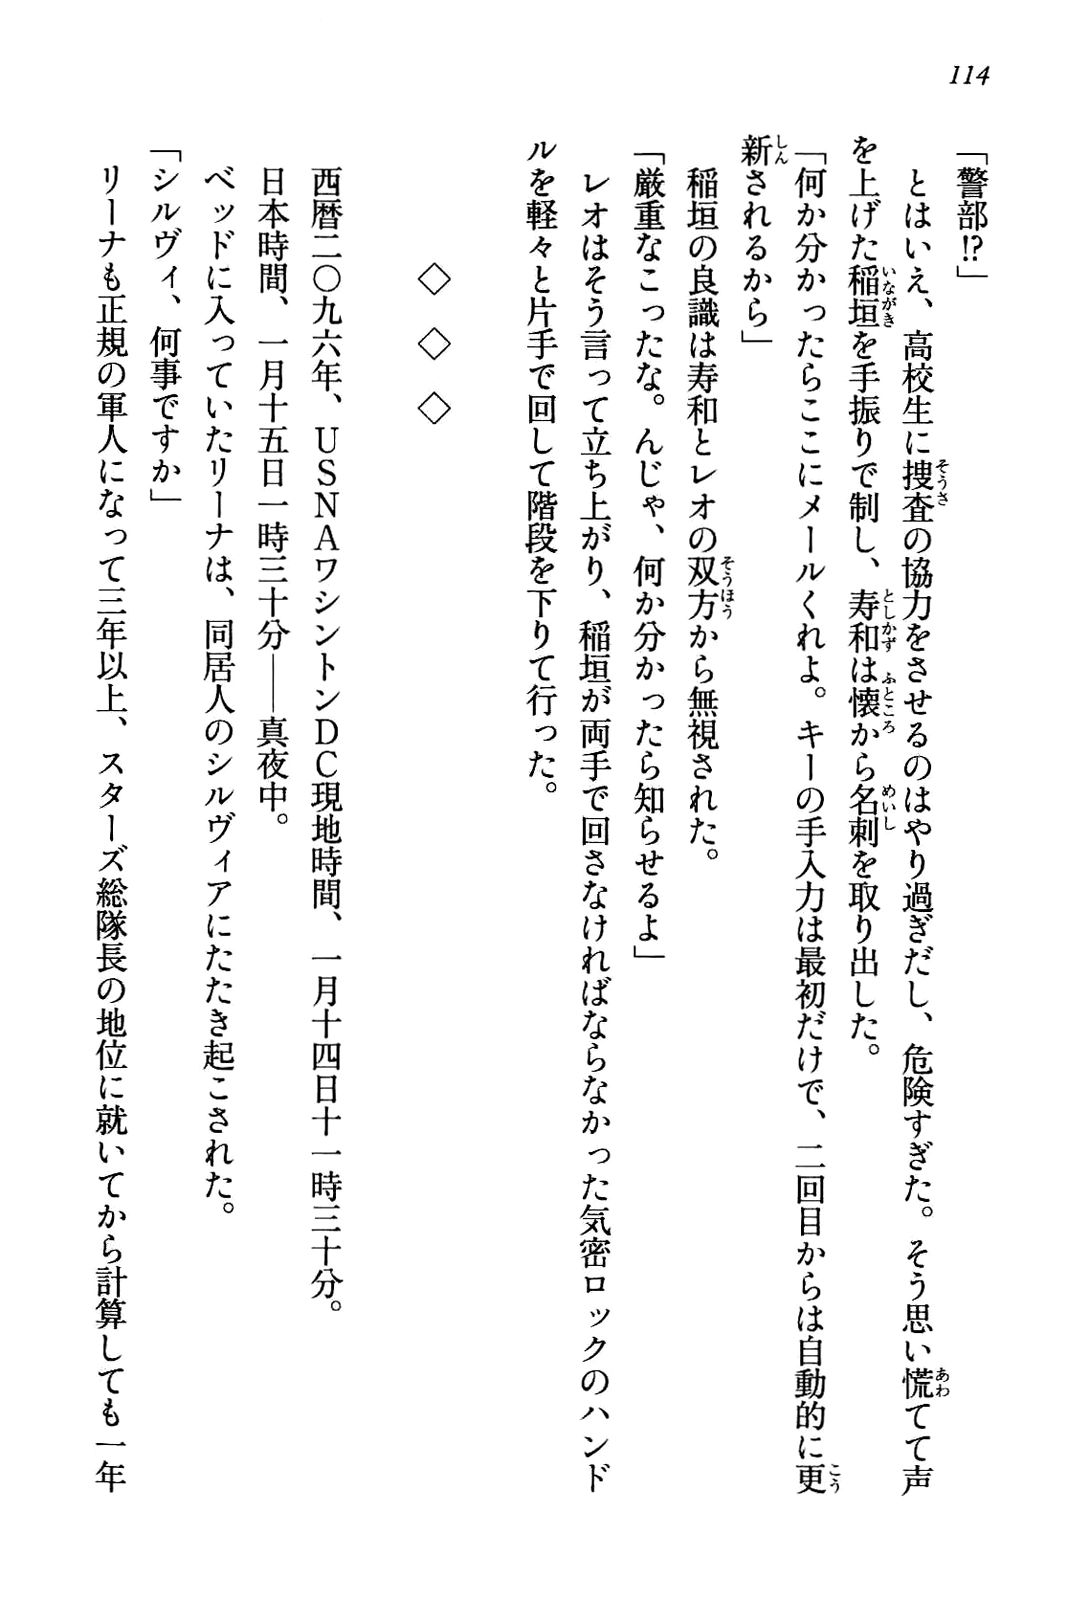 114
「警部!?」
とはいえ、高校生に捜査の協力をさせるのはやり過ぎだし、危険すぎた。そう思い慌てて声
を上げた稲垣を手振りで制し、寿和は懐から名刺を取り出した。
「何か分かったらここにメールくれよ。キーの手入力は最初だけで、二回目からは自動的に更
新されるから」
稲垣の良識は寿和とレオの双方から無視された。
「厳重なこったな。んじゃ、何か分かったら知らせるよ」
レオはそう言って立ち上がり、稲垣が両手で回さなければならなかった気密ロックのハンド
ルを軽々と片手で回して階段を下りて行った。
◇ ◇ ◇
西暦二〇九六年、USNAワシントンDC現地時間、一月十四日十一時三十分。
日本時間、一月十五日一時三十分――真夜中。
ベッドに入っていたリーナは、同居人のシルヴィアにたたき起こされた。
「シルヴィ、何事ですか」
リーナも正規の軍人になって三年以上、スターズ総隊長の地位に就いてから計算しても一年